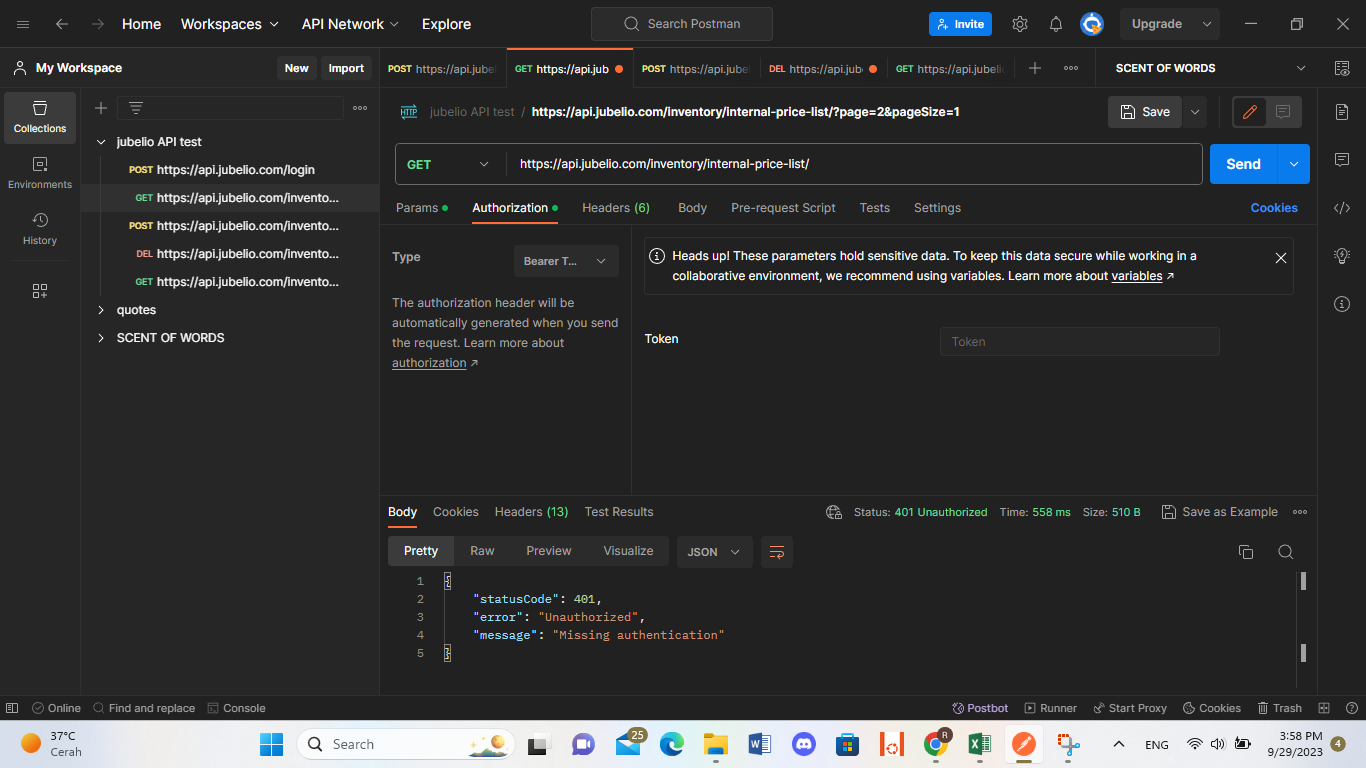 Home Workspaces API Network Explore Search Postman Invite Upgrade
My Workspace New Import POST https://api.jubel GET https://api.jub POST https://api.jubel DEL https://api.jub GET https://api.jubeli SCENT OF WORDS
Collections
Environments
History
jubelio API test
POST https://api.jubelio.com/login
GET https://api.jubelio.com/invento...
POST https://api.jubelio.com/invento...
DEL https://api.jubelio.com/invento...
GET https://api.jubelio.com/invento...
quotes
SCENT OF WORDS
HTTP jubelio API test / https://api.jubelio.com/inventory/internal-price-list/?page=2&pageSize=1 Save
GET https://api.jubelio.com/inventory/internal-price-list/ Send
Params Authorization Headers (6) Body Pre-request Script Tests Settings Cookies
Type Bearer T...
The authorization header will be
automatically generated when you send
the request. Learn more about
authorization ↗
Heads up! These parameters hold sensitive data. To keep this data secure while working in a
collaborative environment, we recommend using variables. Learn more about variables ↗
Token Token
Body Cookies Headers (13) Test Results Status: 401 Unauthorized Time: 558 ms Size: 510 B Save as Example
Pretty Raw Preview Visualize JSON
1 {
2 "statusCode": 401,
3 "error": "Unauthorized",
4 "message": "Missing authentication"
5 }
Online Find and replace Console Postbot Runner Start Proxy Cookies Trash
37°C
Cerah
Search
25
R
ENG
3:58 PM
9/29/2023
4